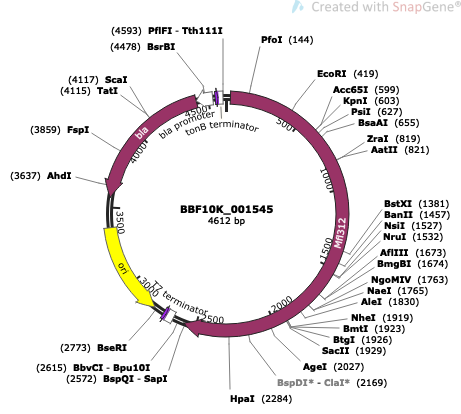 Created with SnapGene®
(4593) PflFI - Tth111I
(4478) BsrBI
PfoI (144)
(4117) ScaI
(4115) TatI
(3859) FspI
(3637) AhdI
EcoRI (419)
Acc65I (599)
KpnI (603)
PsiI (627)
BsaAI (655)
ZraI (819)
AatII (821)
BstXI (1381)
BanII (1457)
NsiI (1527)
NruI (1532)
AflIII (1673)
BmgBI (1674)
NgoMIV (1763)
NaeI (1765)
AleI (1830)
NheI (1919)
BmtI (1923)
BtgI (1926)
SacII (1929)
AgeI (2027)
BspDI* - ClaI* (2169)
HpaI (2284)
(2773) BseRI
(2615) BbvCI - Bpu10I
(2572) BspQI - SapI
BBF10K_001545
4612 bp
bla
bla promoter
tonB terminator
Mfl312
T7 terminator
ori
500
1000
1500
2000
2500
3000
3500
4000
4500